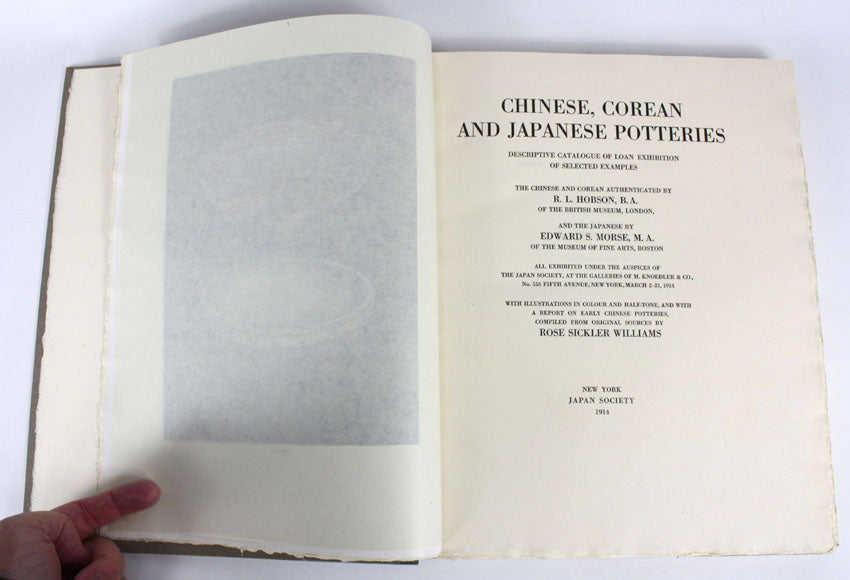 CHINESE, COREAN
AND JAPANESE POTTERIES
DESCRIPTIVE CATALOGUE OF LOAN EXHIBITION
OF SELECTED EXAMPLES
THE CHINESE AND COREAN AUTHENTICATED BY
R. L. HOBSON, B. A.
OF THE BRITISH MUSEUM, LONDON,
AND THE JAPANESE BY
EDWARD S. MORSE, M. A.
OF THE MUSEUM OF FINE ARTS, BOSTON
ALL EXHIBITED UNDER THE AUSPICES OF
THE JAPAN SOCIETY, AT THE GALLERIES OF M. KNOEDLER & CO.,
No. 556 FIFTH AVENUE, NEW YORK, MARCH 2-21, 1914
WITH ILLUSTRATIONS IN COLOUR AND HALF-TONE, AND WITH
A REPORT ON EARLY CHINESE POTTERIES,
COMPILED FROM ORIGINAL SOURCES BY
ROSE SICKLER WILLIAMS
NEW YORK
JAPAN SOCIETY
1914